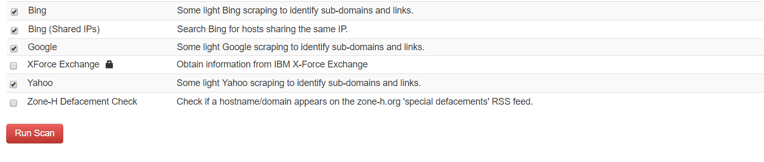 Bing Some light Bing scraping to identify sub-domains and links.
Bing (Shared IPs) Search Bing for hosts sharing the same IP.
Google Some light Google scraping to identify sub-domains and links.
XForce Exchange Obtain information from IBM X-Force Exchange
Yahoo Some light Yahoo scraping to identify sub-domains and links.
Zone-H Defacement Check Check if a hostname/domain appears on the zone-h.org 'special defacements' RSS feed.
Run Scan